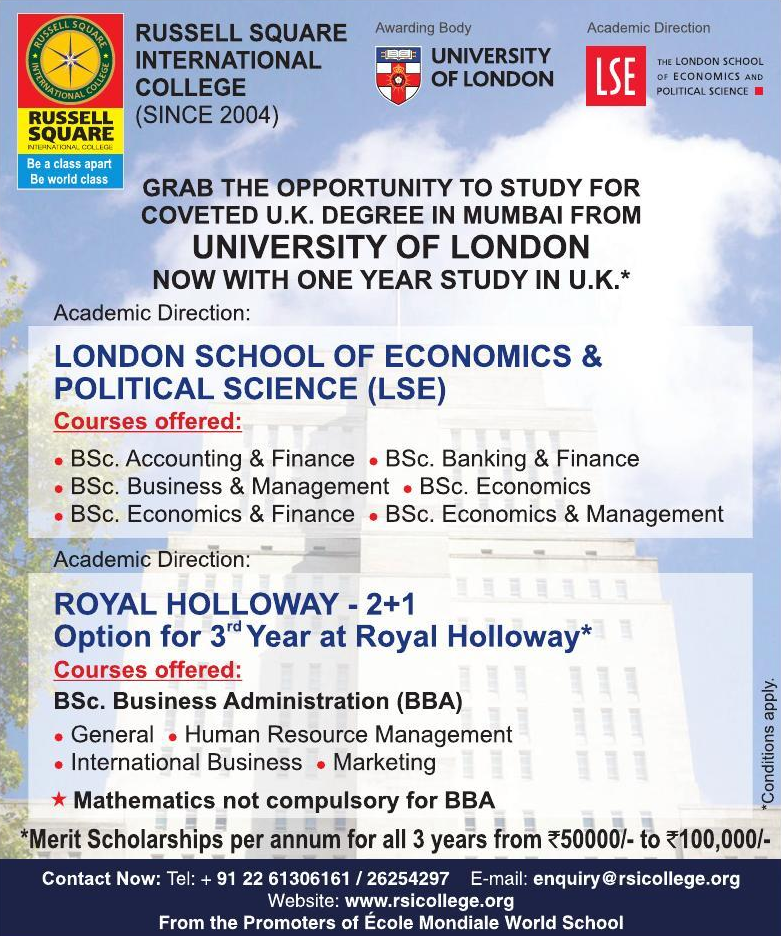 RUSSELL SQUARE
INTERNATIONAL COLLEGE
RUSSELL
SQUARE
INTERNATIONAL COLLEGE
Be a class apart
Be world class
RUSSELL SQUARE
INTERNATIONAL
COLLEGE
(SINCE 2004)
Awarding Body
UNIVERSITY
OF LONDON
Academic Direction
LSE
THE LONDON SCHOOL
OF ECONOMICS AND
POLITICAL SCIENCE
GRAB THE OPPORTUNITY TO STUDY FOR
COVETED U.K. DEGREE IN MUMBAI FROM
UNIVERSITY OF LONDON
NOW WITH ONE YEAR STUDY IN U.K.*
Academic Direction:
LONDON SCHOOL OF ECONOMICS &
POLITICAL SCIENCE (LSE)
Courses offered:
• BSc. Accounting & Finance • BSc. Banking & Finance
• BSc. Business & Management • BSc. Economics
• BSc. Economics & Finance • BSc. Economics & Management
Academic Direction:
ROYAL HOLLOWAY - 2+1
Option for 3rd Year at Royal Holloway*
Courses offered:
BSc. Business Administration (BBA)
• General • Human Resource Management
• International Business • Marketing
★ Mathematics not compulsory for BBA
*Conditions apply.
*Merit Scholarships per annum for all 3 years from ₹50000/- to ₹100,000/-
Contact Now: Tel: + 91 22 61306161 / 26254297 E-mail: enquiry@rsicollege.org
Website: www.rsicollege.org
From the Promoters of École Mondiale World School